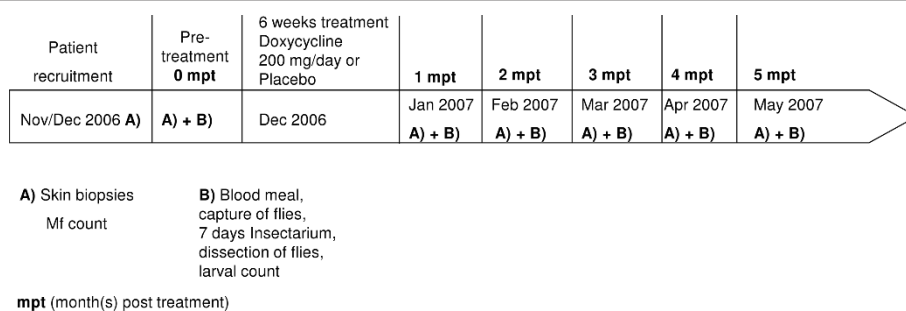 Patient
recruitment
Pre-
treatment
0 mpt
6 weeks treatment
Doxycycline
200 mg/day or
Placebo
1 mpt
2 mpt
3 mpt
4 mpt
5 mpt
Nov/Dec 2006 A)
A) + B)
Dec 2006
Jan 2007
A) + B)
Feb 2007
A) + B)
Mar 2007
A) + B)
Apr 2007
A) + B)
May 2007
A) + B)
A) Skin biopsies
Mf count
B) Blood meal,
capture of flies,
7 days Insectarium,
dissection of flies,
larval count
mpt (month(s) post treatment)